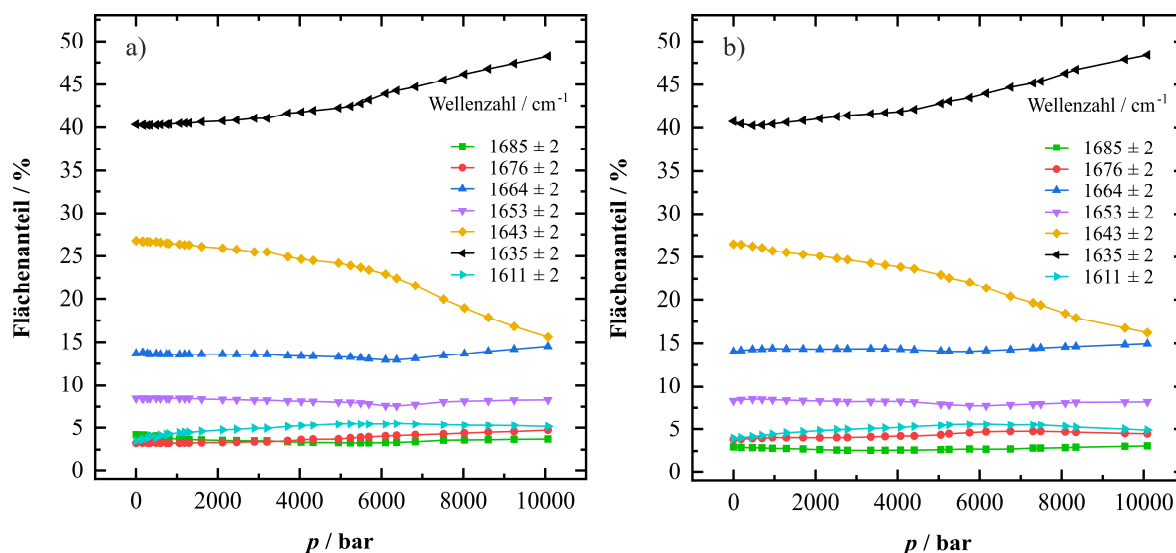 a)
50
45
40
35
30
25
20
15
10
5
0
Flächenanteil / %
Wellenzahl / cm⁻¹
1685 ± 2
1676 ± 2
1664 ± 2
1653 ± 2
1643 ± 2
1635 ± 2
1611 ± 2
0 2000 4000 6000 8000 10000
p / bar
b)
50
45
40
35
30
25
20
15
10
5
0
Flächenanteil / %
Wellenzahl / cm⁻¹
1685 ± 2
1676 ± 2
1664 ± 2
1653 ± 2
1643 ± 2
1635 ± 2
1611 ± 2
0 2000 4000 6000 8000 10000
p / bar